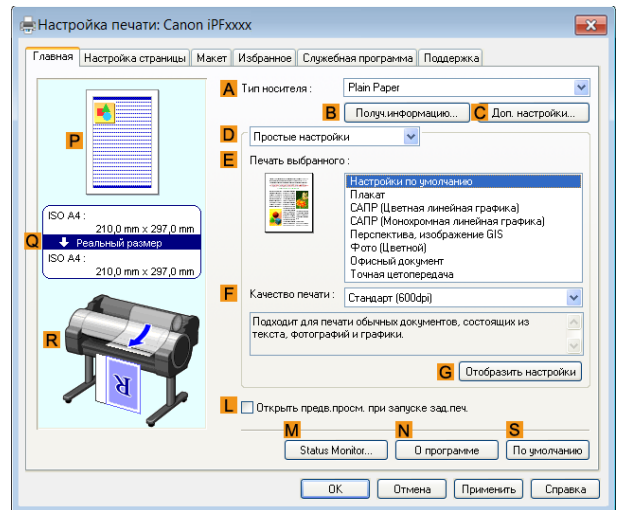 Настройка печати: Canon iPFxxxx
Главная Настройка страницы Макет Избранное Служебная программа Поддержка
A Тип носителя : Plain Paper
B Получ.информацию... C Доп. настройки...
P
D Простые настройки
E Печать выбранного :
Настройки по умолчанию
Плакат
САПР (Цветная линейная графика)
САПР (Монохромная линейная графика)
Перспектива, изображение GIS
Фото (Цветной)
Офисный документ
Точная цетопередача
ISO A4 :
210,0 mm x 297,0 mm
Q Реальный размер
ISO A4 :
210,0 mm x 297,0 mm
F Качество печати : Стандарт (600dpi)
Подходит для печати обычных документов, состоящих из
текста, фотографий и графики.
R
R
G Отобразить настройки
L Открыть предв.просм. при запуске зад.печ.
M N S
Status Monitor... О программе По умолчанию
OK Отмена Применить Справка